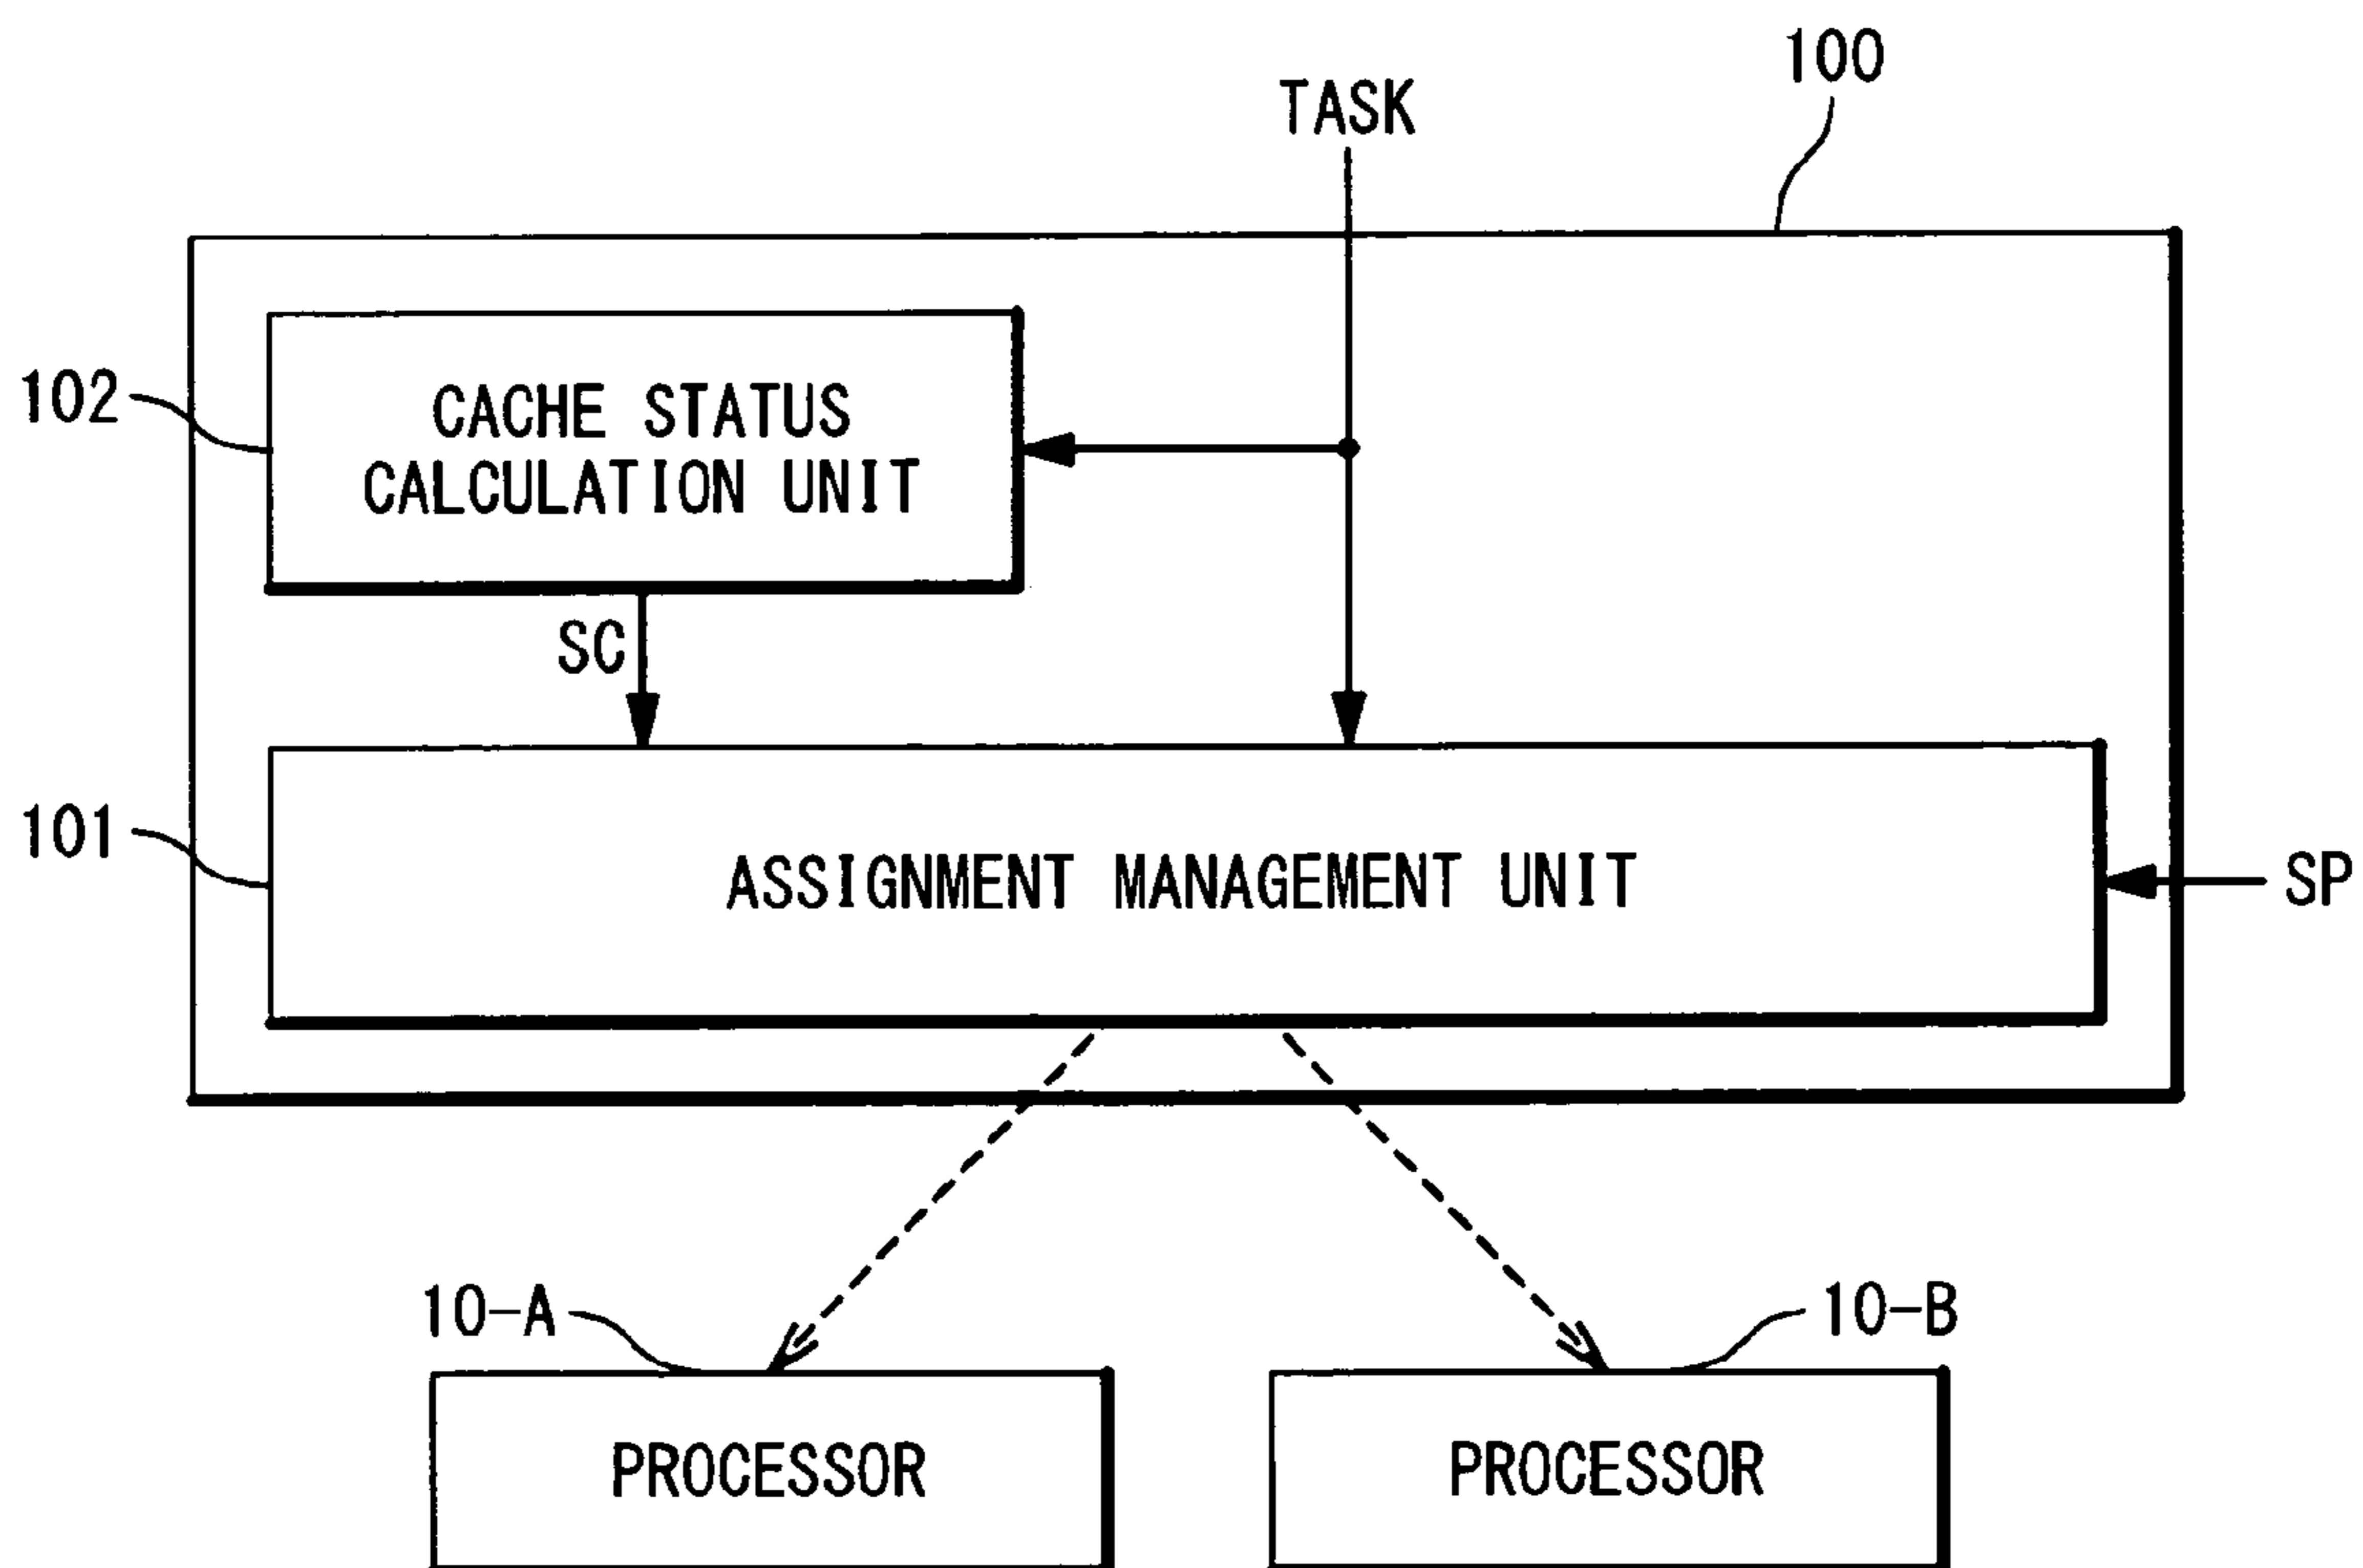 100
TASK
102
CACHE STATUS
CALCULATION UNIT
SC
101
ASSIGNMENT MANAGEMENT UNIT
SP
10-A
10-B
PROCESSOR
PROCESSOR